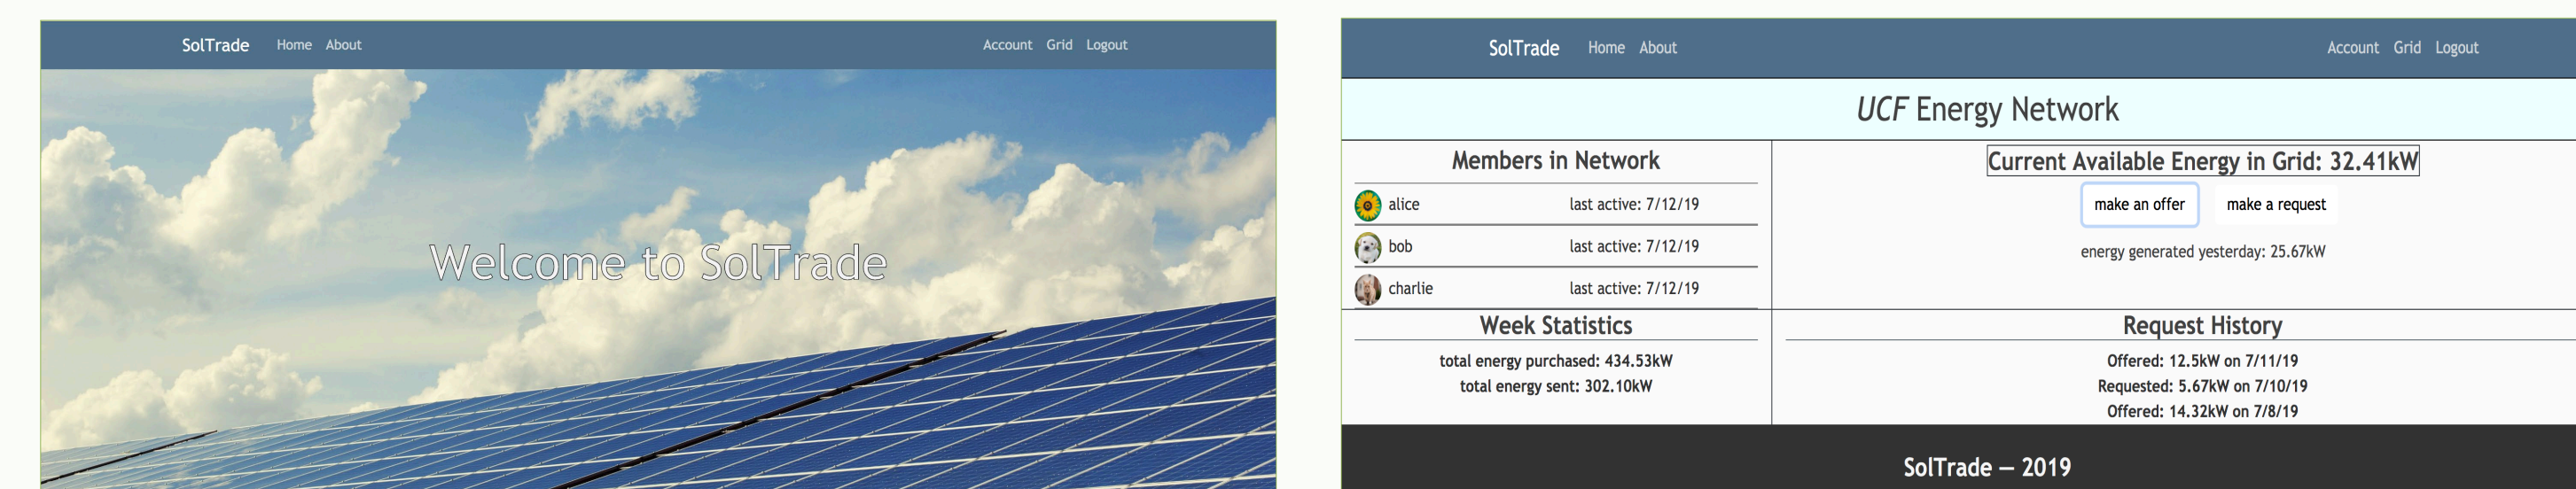 SolTrade Home About Account Grid Logout
Welcome to SolTrade
SolTrade Home About Account Grid Logout
UCF Energy Network
Members in Network
alice last active: 7/12/19
bob last active: 7/12/19
charlie last active: 7/12/19
Current Available Energy in Grid: 32.41kW
make an offer make a request
energy generated yesterday: 25.67kW
Week Statistics
total energy purchased: 434.53kW
total energy sent: 302.10kW
Request History
Offered: 12.5kW on 7/11/19
Requested: 5.67kW on 7/10/19
Offered: 14.32kW on 7/8/19
SolTrade — 2019